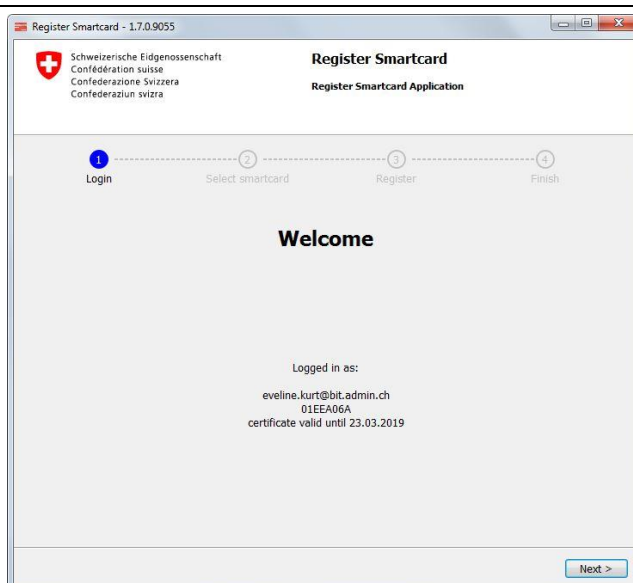 Register Smartcard - 1.7.0.9055
Schweizerische Eidgenossenschaft
Confédération suisse
Confederazione Svizzera
Confederaziun svizra
Register Smartcard
Register Smartcard Application
1
2
3
4
Login
Select smartcard
Register
Finish
Welcome
Logged in as:
eveline.kurt@bit.admin.ch
01EEA06A
certificate valid until 23.03.2019
Next >